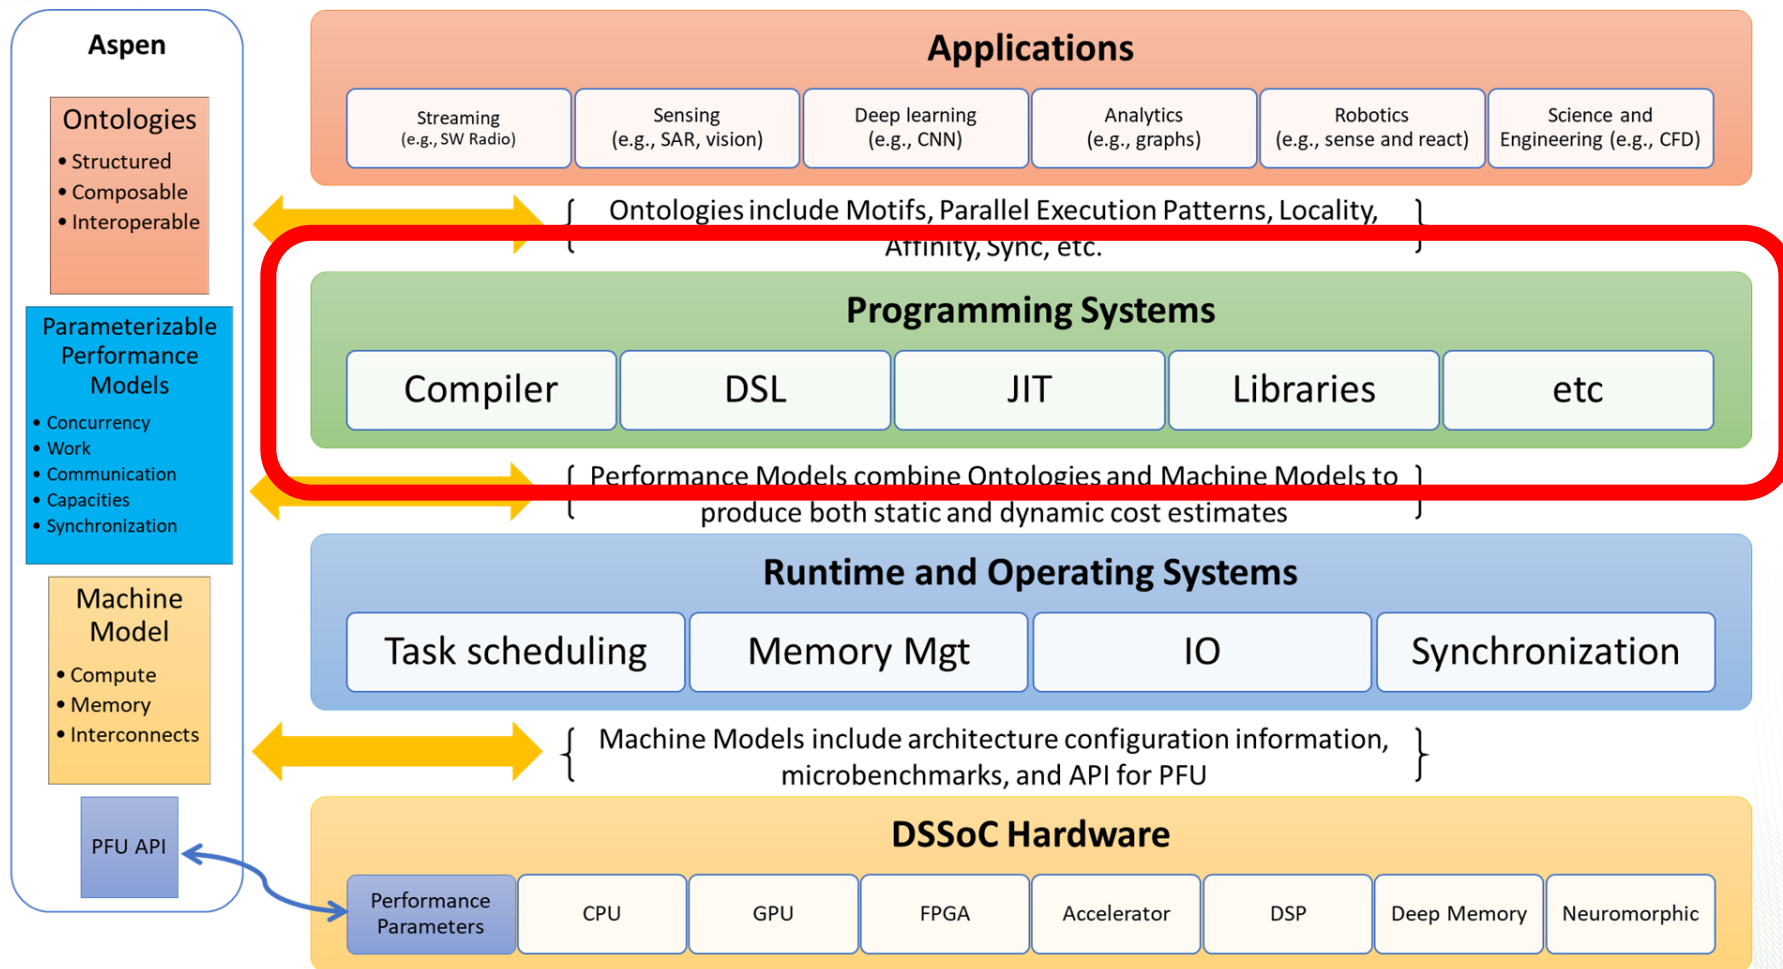 Aspen
Ontologies
• Structured
• Composable
• Interoperable
Parameterizable
Performance
Models
• Concurrency
• Work
• Communication
• Capacities
• Synchronization
Machine
Model
• Compute
• Memory
• Interconnects
PFU API
Applications
Streaming
(e.g., SW Radio)
Sensing
(e.g., SAR, vision)
Deep learning
(e.g., CNN)
Analytics
(e.g., graphs)
Robotics
(e.g., sense and react)
Science and
Engineering (e.g., CFD)
Ontologies include Motifs, Parallel Execution Patterns, Locality,
Affinity, Sync, etc.
Programming Systems
Compiler
DSL
JIT
Libraries
etc
Performance Models combine Ontologies and Machine Models to
produce both static and dynamic cost estimates
Runtime and Operating Systems
Task scheduling
Memory Mgt
IO
Synchronization
Machine Models include architecture configuration information,
microbenchmarks, and API for PFU
DSSoC Hardware
Performance
Parameters
CPU
GPU
FPGA
Accelerator
DSP
Deep Memory
Neuromorphic